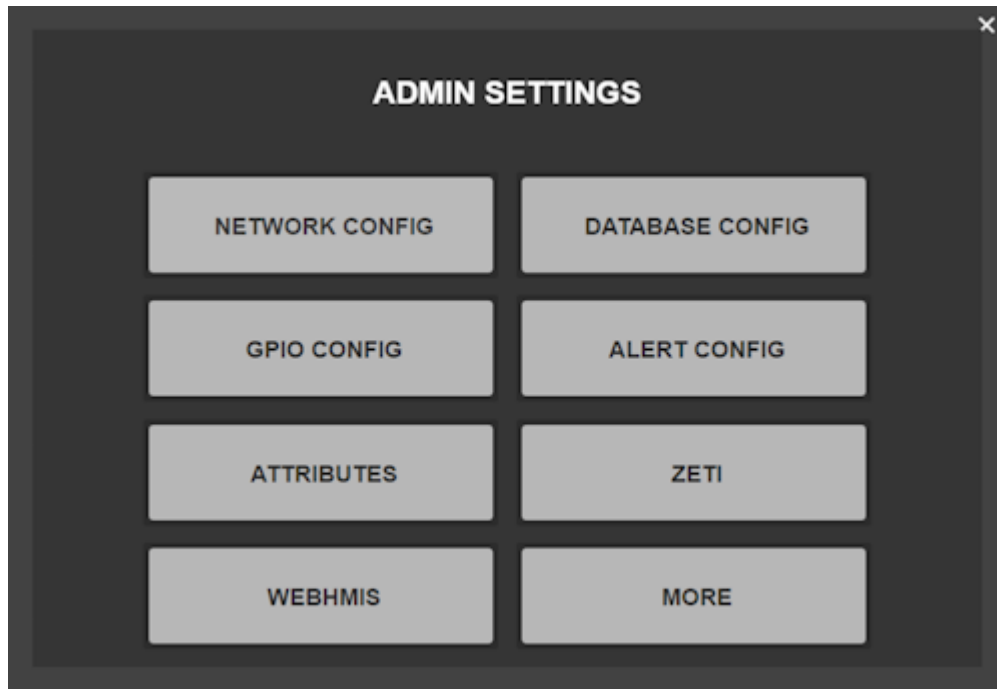 ADMIN SETTINGS
NETWORK CONFIG
DATABASE CONFIG
GPIO CONFIG
ALERT CONFIG
ATTRIBUTES
ZETI
WEBHMIS
MORE